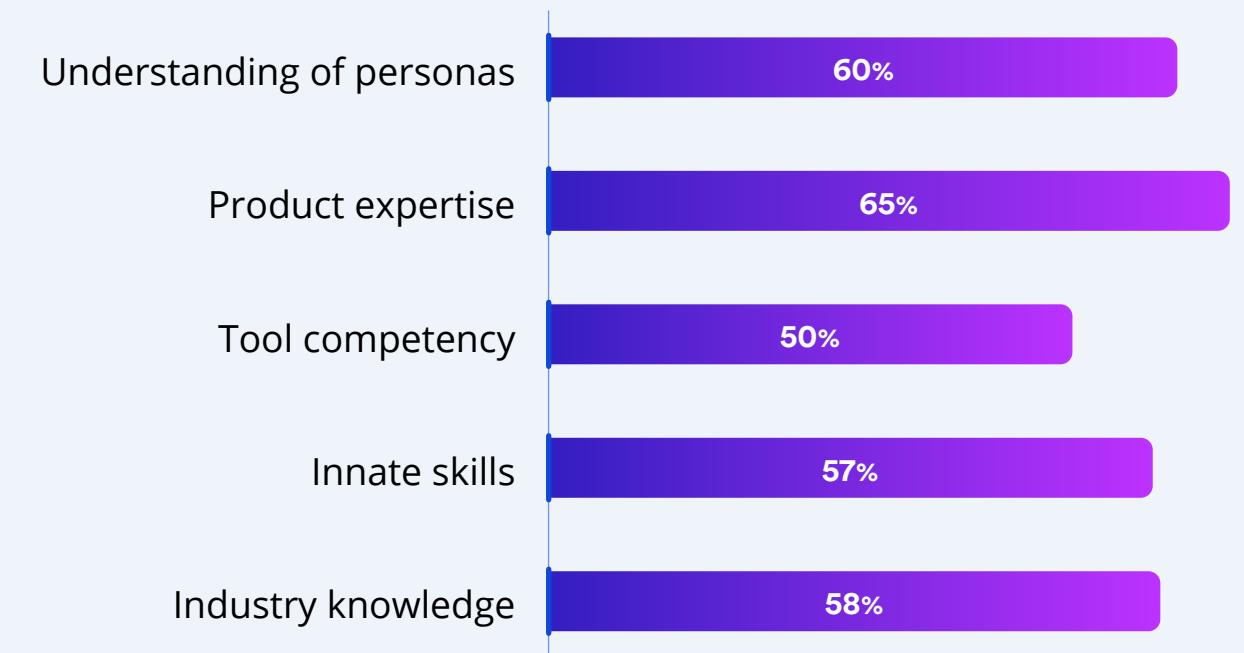 Understanding of personas 60%
Product expertise 65%
Tool competency 50%
Innate skills 57%
Industry knowledge 58%